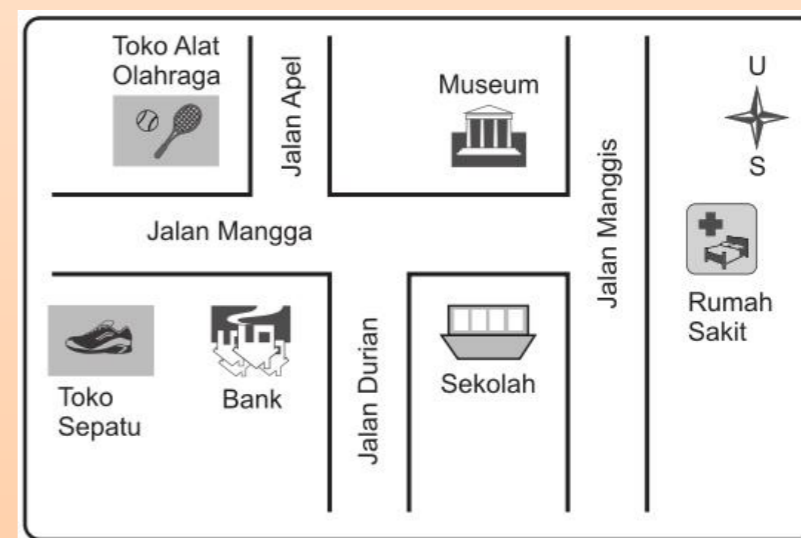 Toko Alat
Olahraga
Jalan Apel
Museum
U
S
Jalan Mangga
Jalan Manggis
Rumah
Sakit
Toko
Sepatu
Bank
Jalan Durian
Sekolah